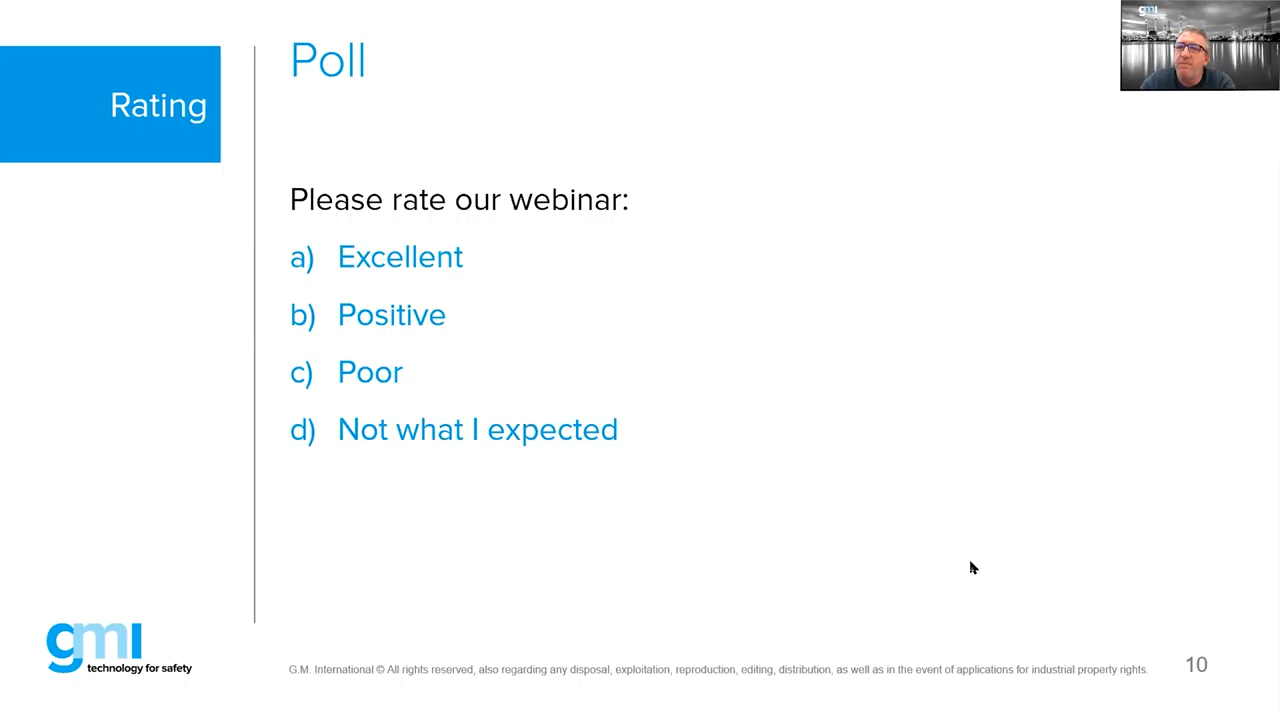 gmi
Poll
Rating
Please rate our webinar:
a) Excellent
b) Positive
c) Poor
d) Not what I expected
gmi
technology for safety
G.M. International © All rights reserved, also regarding any disposal, exploitation, reproduction, editing, distribution, as well as in the event of applications for industrial property rights.
10